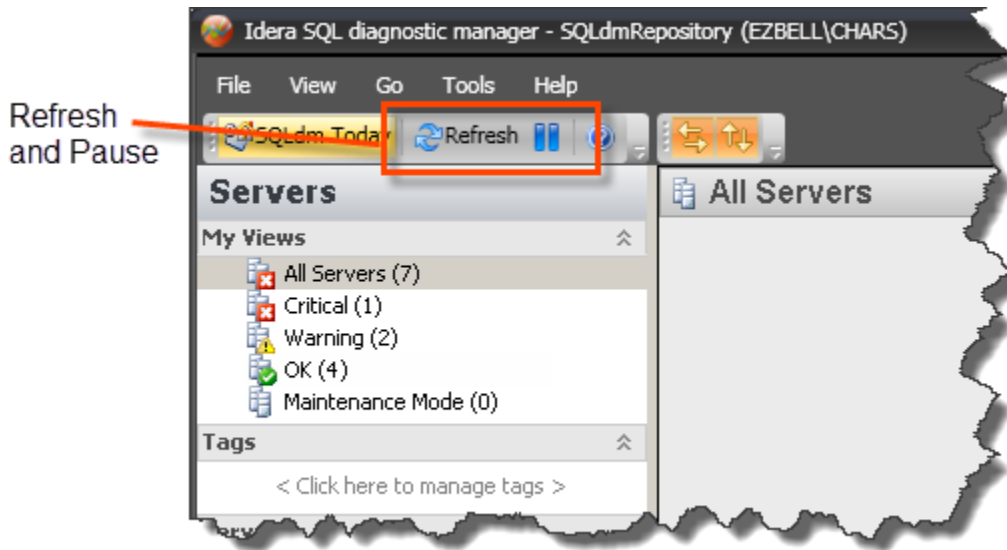 Idera SQL diagnostic manager - SQLdmRepository (EZBELL\CHARS)
File View Go Tools Help
Refresh
and Pause
SQLdm Today Refresh
Servers
All Servers
My Views
All Servers (7)
Critical (1)
Warning (2)
OK (4)
Maintenance Mode (0)
Tags
< Click here to manage tags >